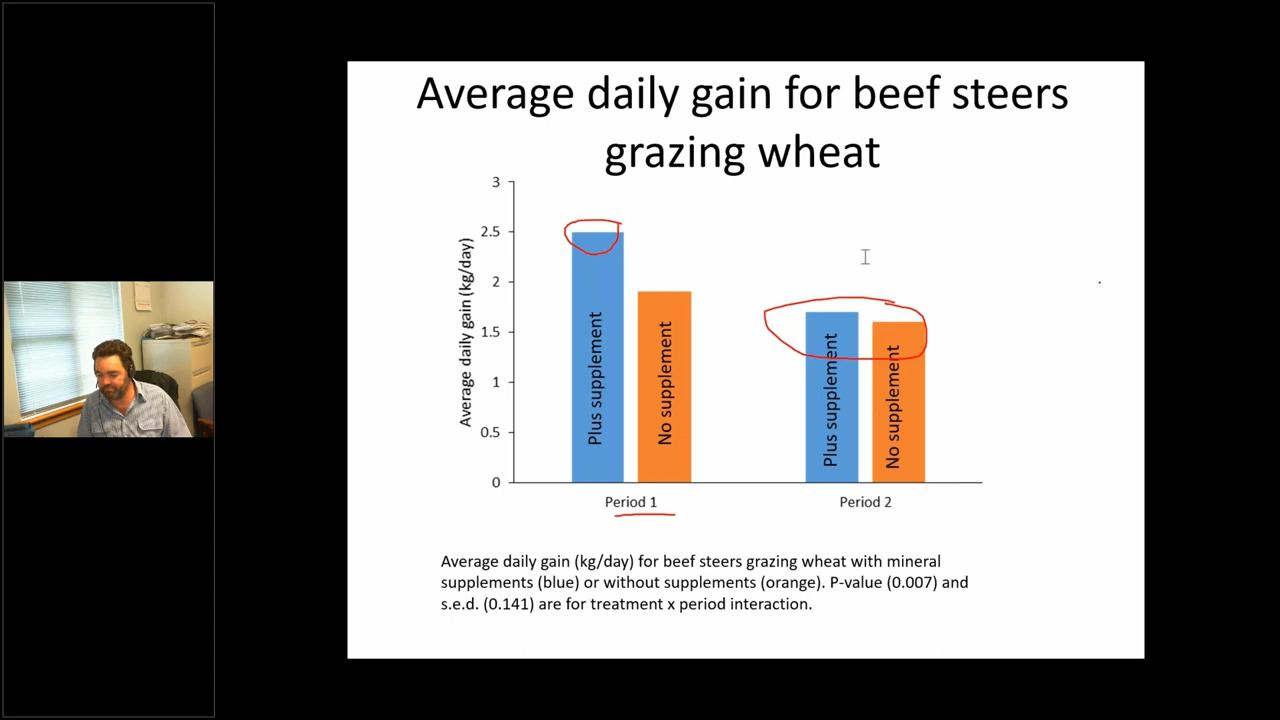 Average daily gain for beef steers
grazing wheat
Average daily gain (kg/day)
3
2.5
2
1.5
1
0.5
0
Plus supplement
No supplement
Plus supplement
No supplement
Period 1
Period 2
Average daily gain (kg/day) for beef steers grazing wheat with mineral
supplements (blue) or without supplements (orange). P-value (0.007) and
s.e.d. (0.141) are for treatment x period interaction.